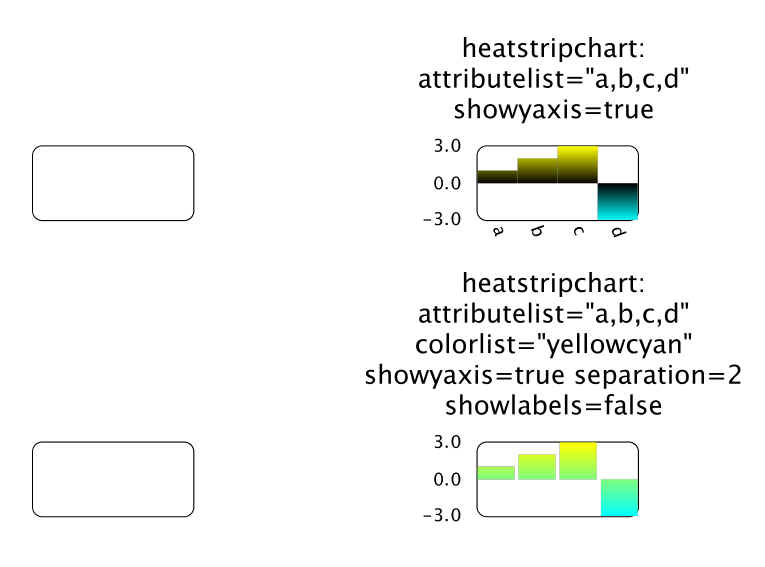 heatstripchart:
attributelist="a,b,c,d"
showyaxis=true
3.0
0.0
−3.0
a b c d
heatstripchart:
attributelist="a,b,c,d"
colorlist="yellowcyan"
showyaxis=true separation=2
showlabels=false
3.0
0.0
−3.0